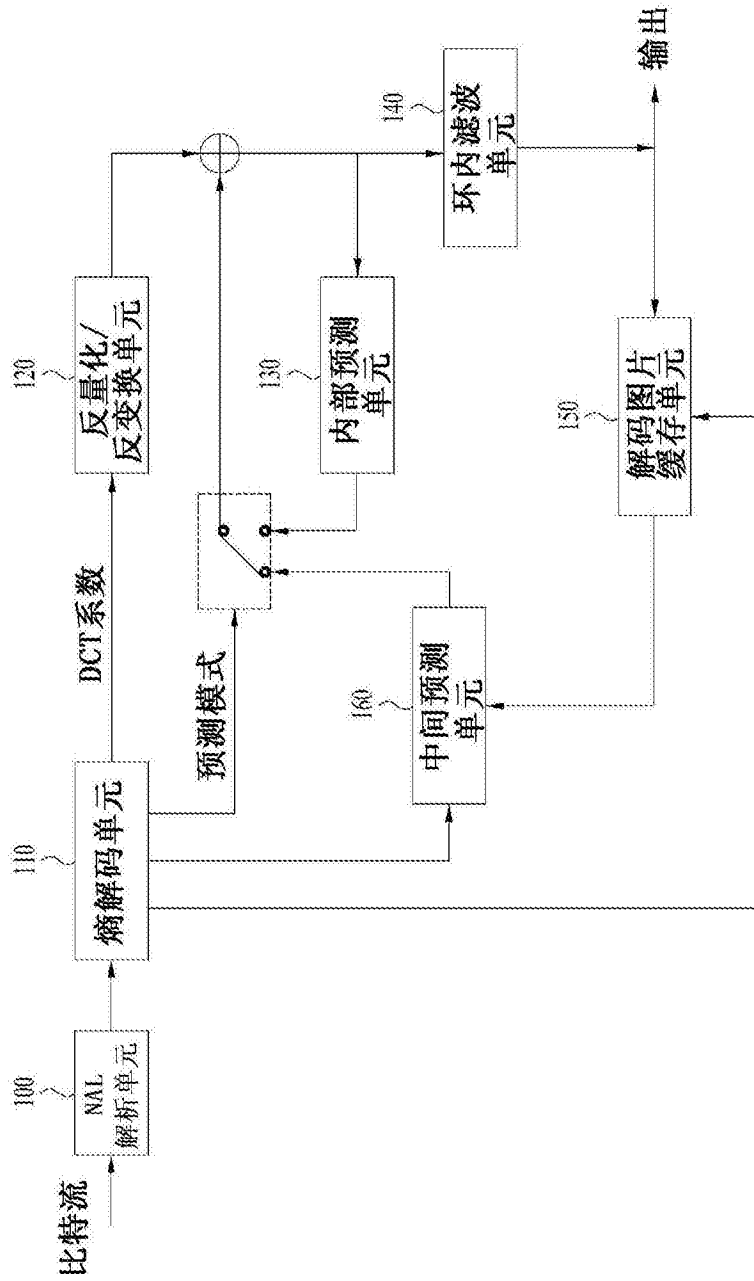 比特流
100
NAL
解析单元
110
熵解码单元
DCT系数
120
反量化/
反变换单元
预测模式
130
内部预测
单元
140
环内滤波
单元
160
中间预测
单元
150
解码图片
缓存单元
输出